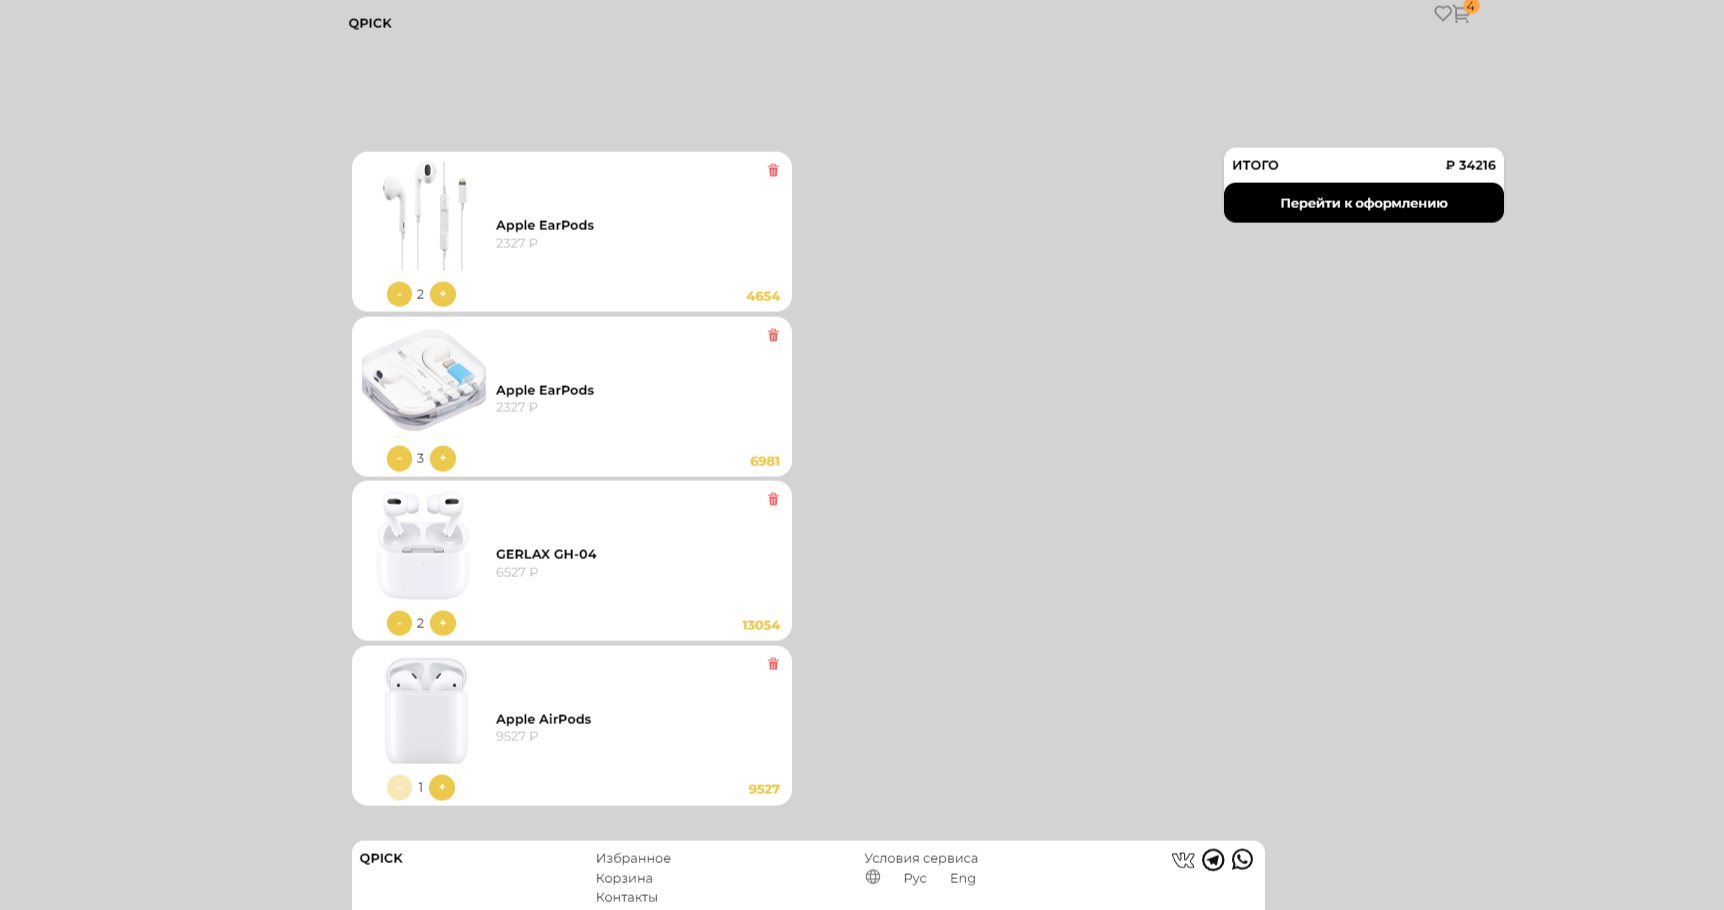 QPICK
4
ИТОГО ₽ 34216
Перейти к оформлению
Apple EarPods
2327 ₽
- 2 +
4654
Apple EarPods
2327 ₽
- 3 +
6981
GERLAX GH-04
6527 ₽
- 2 +
13054
Apple AirPods
9527 ₽
- 1 +
9527
QPICK
Избранное
Корзина
Контакты
Условия сервиса
Рус Eng